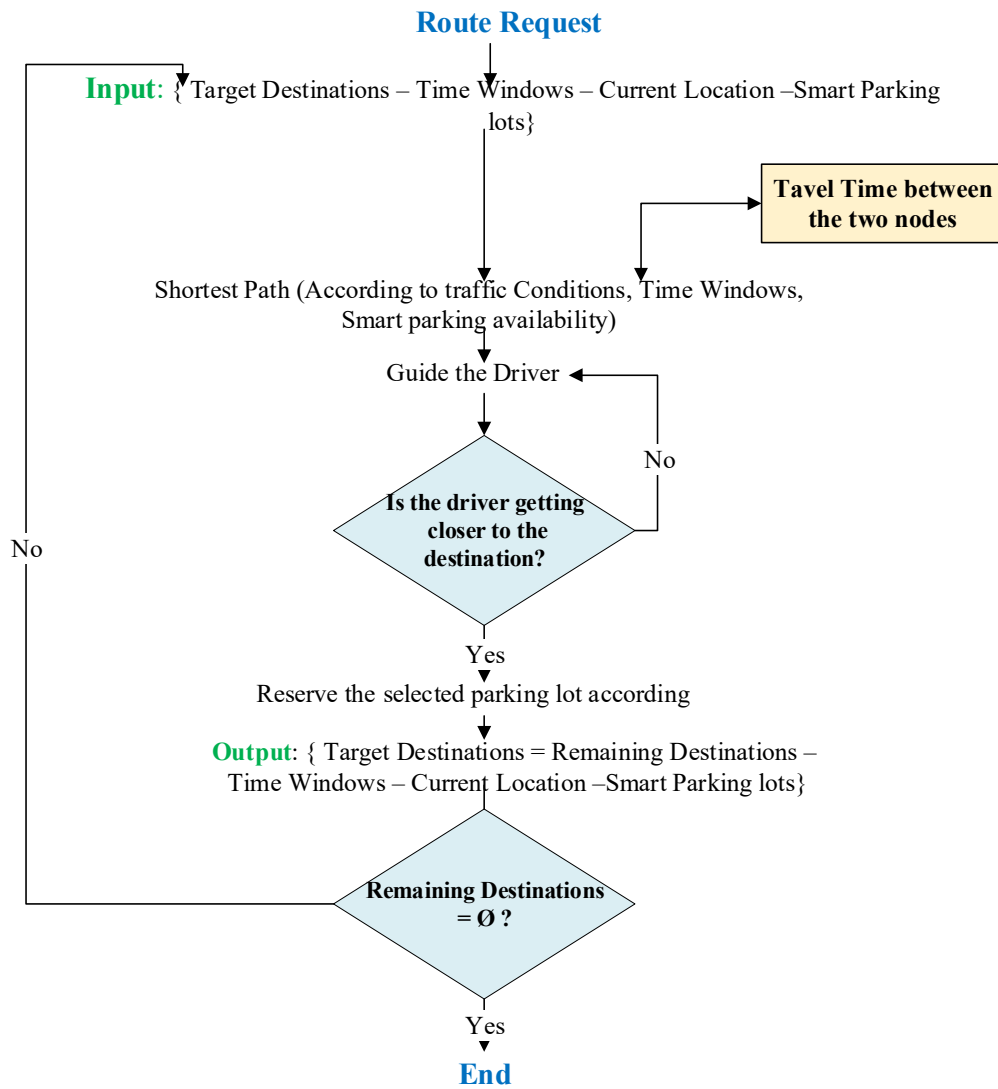 Route Request
Input: { Target Destinations – Time Windows – Current Location –Smart Parking
lots}
Tavel Time between
the two nodes
Shortest Path (According to traffic Conditions, Time Windows,
Smart parking availability)
Guide the Driver
No
Is the driver getting
closer to the
destination?
No
Yes
Reserve the selected parking lot according
Output: { Target Destinations = Remaining Destinations –
Time Windows – Current Location –Smart Parking lots}
Remaining Destinations
= Ø ?
Yes
End